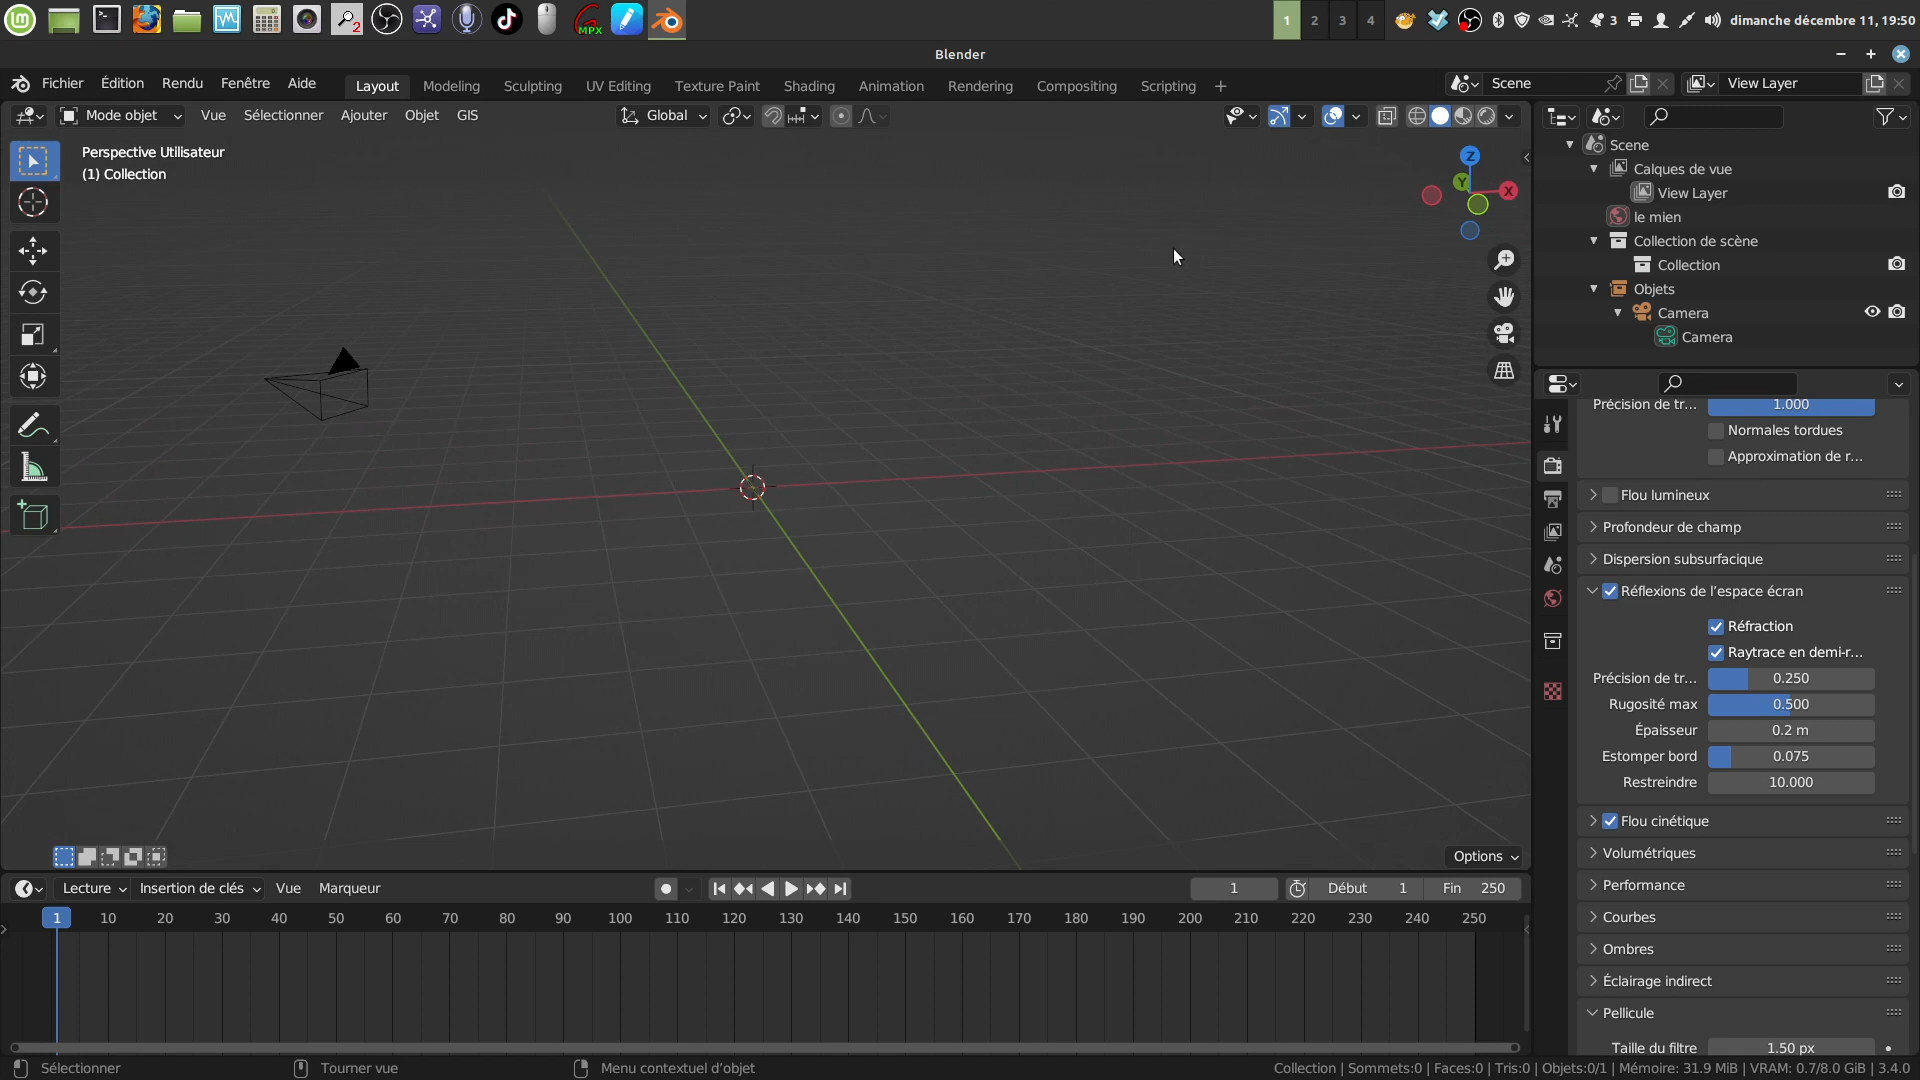 2
MPX
1 2 3 4
3
dimanche décembre 11, 19:50
Blender
Fichier Édition Rendu Fenêtre Aide
Layout Modeling Sculpting UV Editing Texture Paint Shading Animation Rendering Compositing Scripting +
Scene
View Layer
Mode objet Vue Sélectionner Ajouter Objet GIS
Global
Perspective Utilisateur
(1) Collection
Z
Y
X
Scene
Calques de vue
View Layer
le mien
Collection de scène
Collection
Objets
Camera
Camera
Précision de tr... 1.000
Normales tordues
Approximation de r...
Flou lumineux
Profondeur de champ
Dispersion subsurfacique
Réflexions de l'espace écran
Réfraction
Raytrace en demi-r...
Précision de tr... 0.250
Rugosité max 0.500
Épaisseur 0.2 m
Estomper bord 0.075
Restreindre 10.000
Flou cinétique
Volumétriques
Performance
Courbes
Ombres
Éclairage indirect
Pellicule
Taille du filtre 1.50 px
Options
Lecture Insertion de clés Vue Marqueur
1 Début 1 Fin 250
1 10 20 30 40 50 60 70 80 90 100 110 120 130 140 150 160 170 180 190 200 210 220 230 240 250
Sélectionner Tourner vue Menu contextuel d'objet
Collection | Sommets:0 | Faces:0 | Tris:0 | Objets:0/1 | Mémoire: 31.9 MiB | VRAM: 0.7/8.0 GiB | 3.4.0